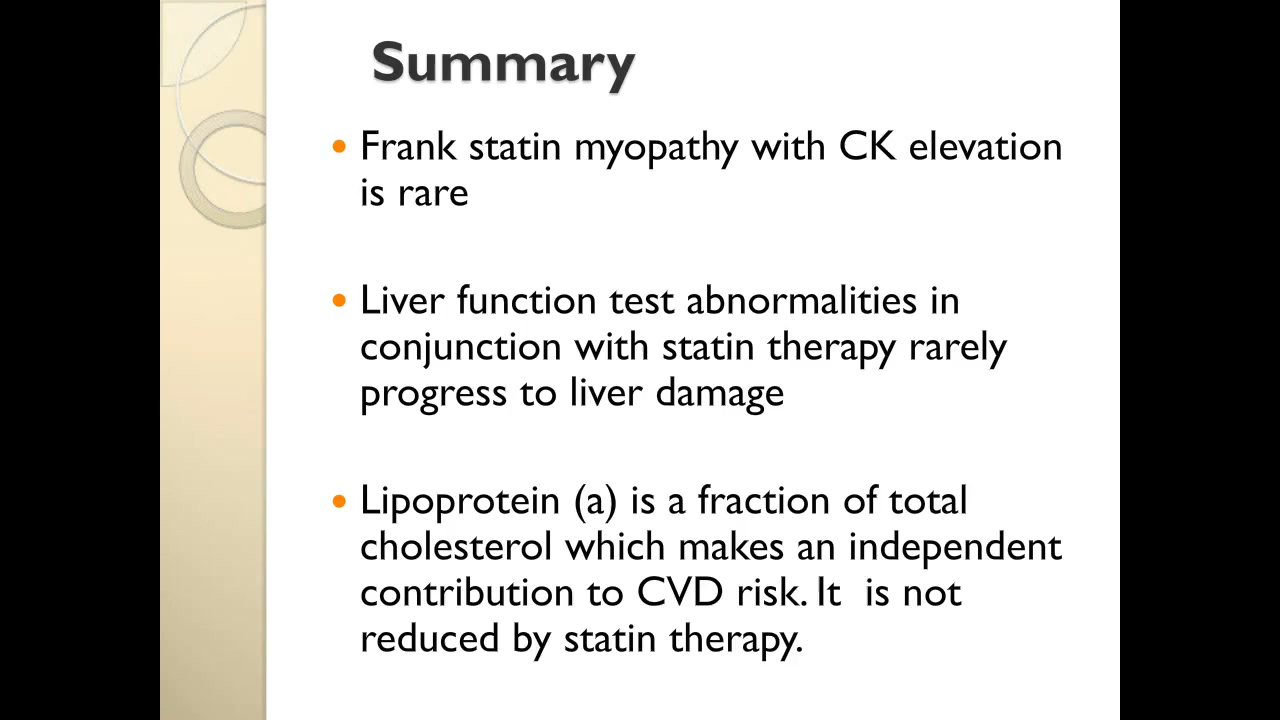 Summary
• Frank statin myopathy with CK elevation
is rare
• Liver function test abnormalities in
conjunction with statin therapy rarely
progress to liver damage
• Lipoprotein (a) is a fraction of total
cholesterol which makes an independent
contribution to CVD risk. It  is not
reduced by statin therapy.